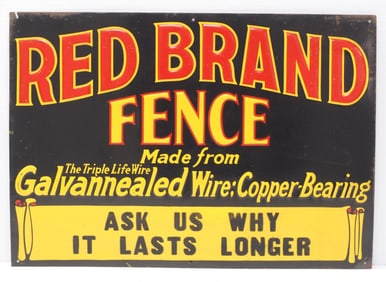 RED BRAND
FENCE
Made from
The Triple Life Wire
Galvannealed Wire; Copper-Bearing
ASK US WHY
IT LASTS LONGER